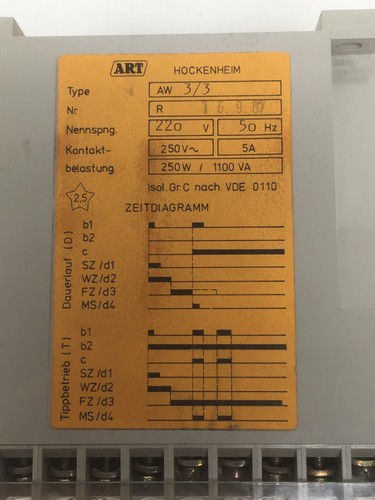 ART HOCKENHEIM
Type AW 3/3
Nr. R
Nennspng. 220 V 50 Hz
Kontakt- 250V~ 5A
belastung 250W / 1100 VA
2,5 Isol. Gr. C nach VDE 0110
ZEITDIAGRAMM
Dauerlauf (D)
b1
b2
c
SZ/d1
WZ/d2
FZ/d3
MS/d4
Tippbetrieb (T)
b1
b2
c
SZ/d1
WZ/d2
FZ/d3
MS/d4